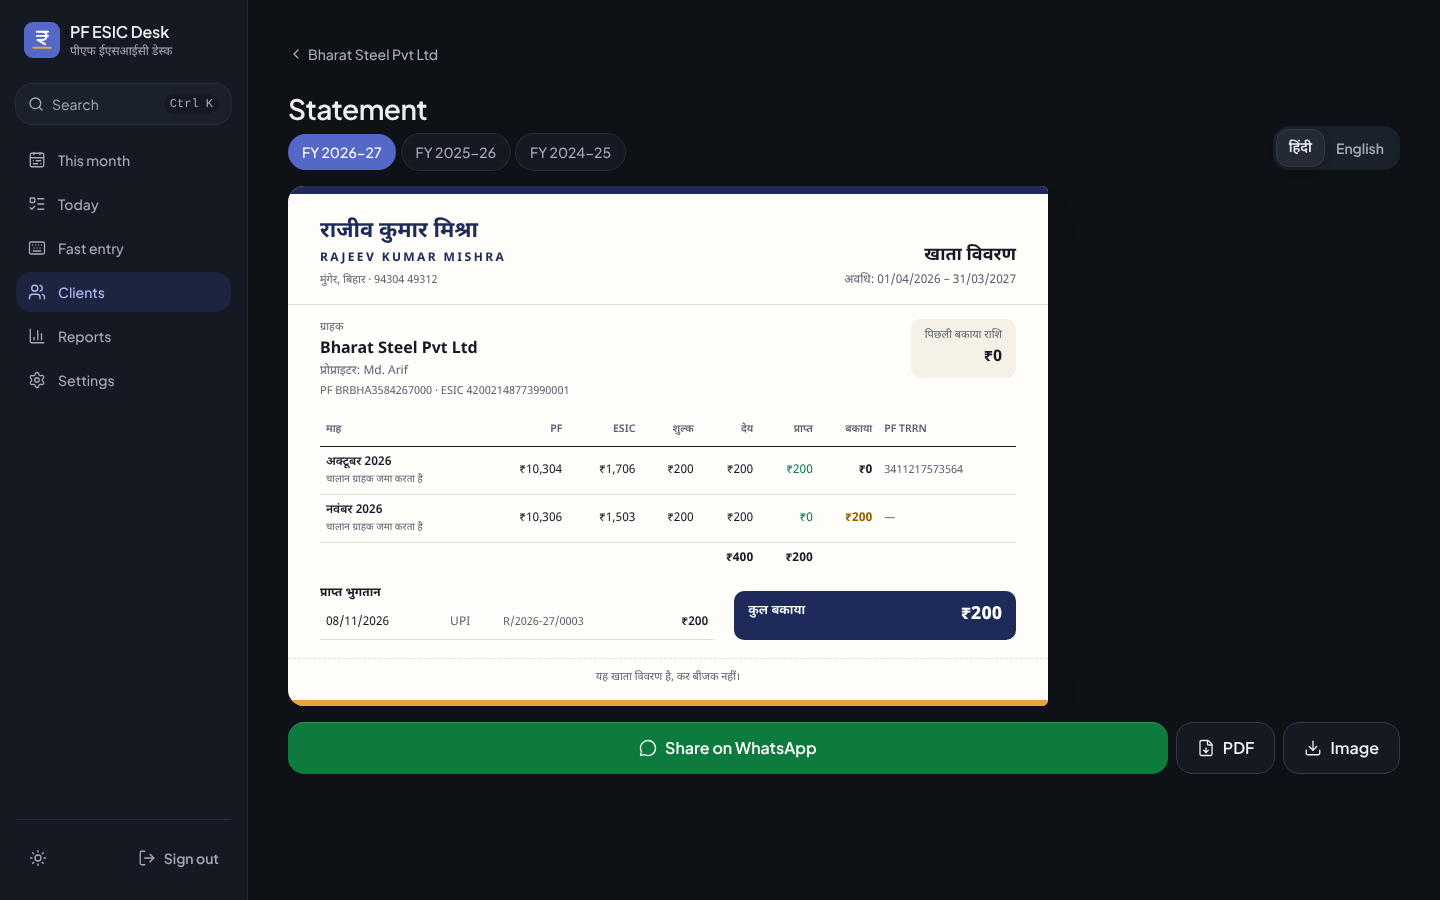 PF ESIC Desk
पीएफ ईएसआईसी डेस्क
Search Ctrl K
This month
Today
Fast entry
Clients
Reports
Settings
Sign out
Bharat Steel Pvt Ltd
Statement
FY 2026–27 FY 2025–26 FY 2024–25
हिंदी English
राजीव कुमार मिश्रा
RAJEEV KUMAR MISHRA
मुंगेर, बिहार · 94304 49312
खाता विवरण
अवधि: 01/04/2026 – 31/03/2027
ग्राहक
Bharat Steel Pvt Ltd
प्रोप्राइटर: Md. Arif
PF BRBHA3584267000 · ESIC 42002148773990001
पिछली बकाया राशि
₹0
माह PF ESIC शुल्क देय प्राप्त बकाया PF TRRN
अक्टूबर 2026 ₹10,304 ₹1,706 ₹200 ₹200 ₹200 ₹0 3411217573564
चालान ग्राहक जमा करता है
नवंबर 2026 ₹10,306 ₹1,503 ₹200 ₹200 ₹0 ₹200 —
चालान ग्राहक जमा करता है
₹400 ₹200
प्राप्त भुगतान
08/11/2026 UPI R/2026-27/0003 ₹200
कुल बकाया ₹200
यह खाता विवरण है, कर बीजक नहीं।
Share on WhatsApp PDF Image